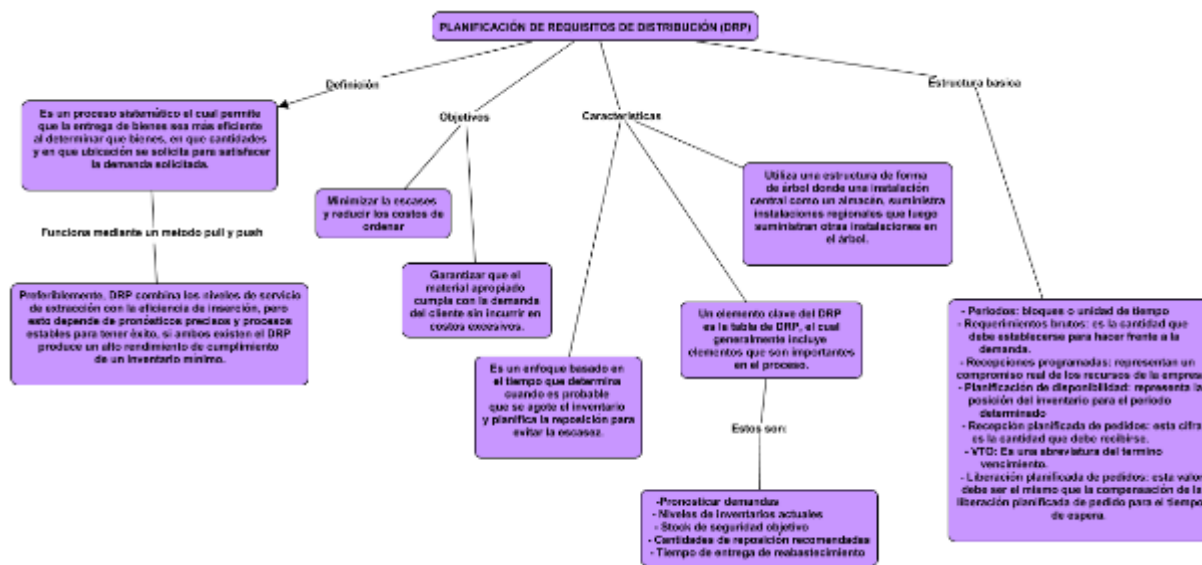 PLANIFICACIÓN DE REQUISITOS DE DISTRIBUCIÓN (DRP)
Definición
Es un proceso sistemático el cual permite
que la entrega de bienes sea más eficiente
al determinar que bienes, en que cantidades
y en que ubicación se solicita para satisfacer
la demanda solicitada.
Funciona mediante un metodo pull y push
Preferiblemente, DRP combina los niveles de servicio
de extracción con la eficiencia de inserción, pero
esto depende de pronósticos precisos y procesos
estables para tener éxito, si ambos existen el DRP
produce un alto rendimiento de cumplimiento
de un inventario mínimo.
Objetivos
Minimizar la escases
y reducir los costos de
ordenar
Garantizar que el
material apropiado
cumpla con la demanda
del cliente sin incurrir en
costos excesivos.
Características
Es un enfoque basado en
el tiempo que determina
cuando es probable
que se agote el inventario
y planifica la reposición para
evitar la escasez.
Un elemento clave del DRP
es la tabla de DRP, el cual
generalmente incluye
elementos que son importantes
en el proceso.
Estos son:
-Pronosticar demandas
- Niveles de inventarios actuales
- Stock de seguridad objetivo
- Cantidades de reposición recomendadas
- Tiempo de entrega de reabastecimiento
Utiliza una estructura de forma
de árbol donde una instalación
central como un almacén, suministra
instalaciones regionales que luego
suministran otras instalaciones en
el árbol.
Estructura basica
- Periodos: bloques o unidad de tiempo
- Requerimientos brutos: es la cantidad que
debe establecerse para hacer frente a la
demanda.
- Recepciones programadas: representan un
compromiso real de los recursos de la empresa
- Planificación de disponibilidad: representa la
posición del inventario para el periodo
determinado
- Recepción planificada de pedidos: esta cifra
es la cantidad que debe recibirse.
- VTO: Es una abreviatura del termino
vencimiento.
- Liberación planificada de pedidos: esta valor
debe ser el mismo que la compensación de la
liberación planificada de pedido para el tiempo
de espera.